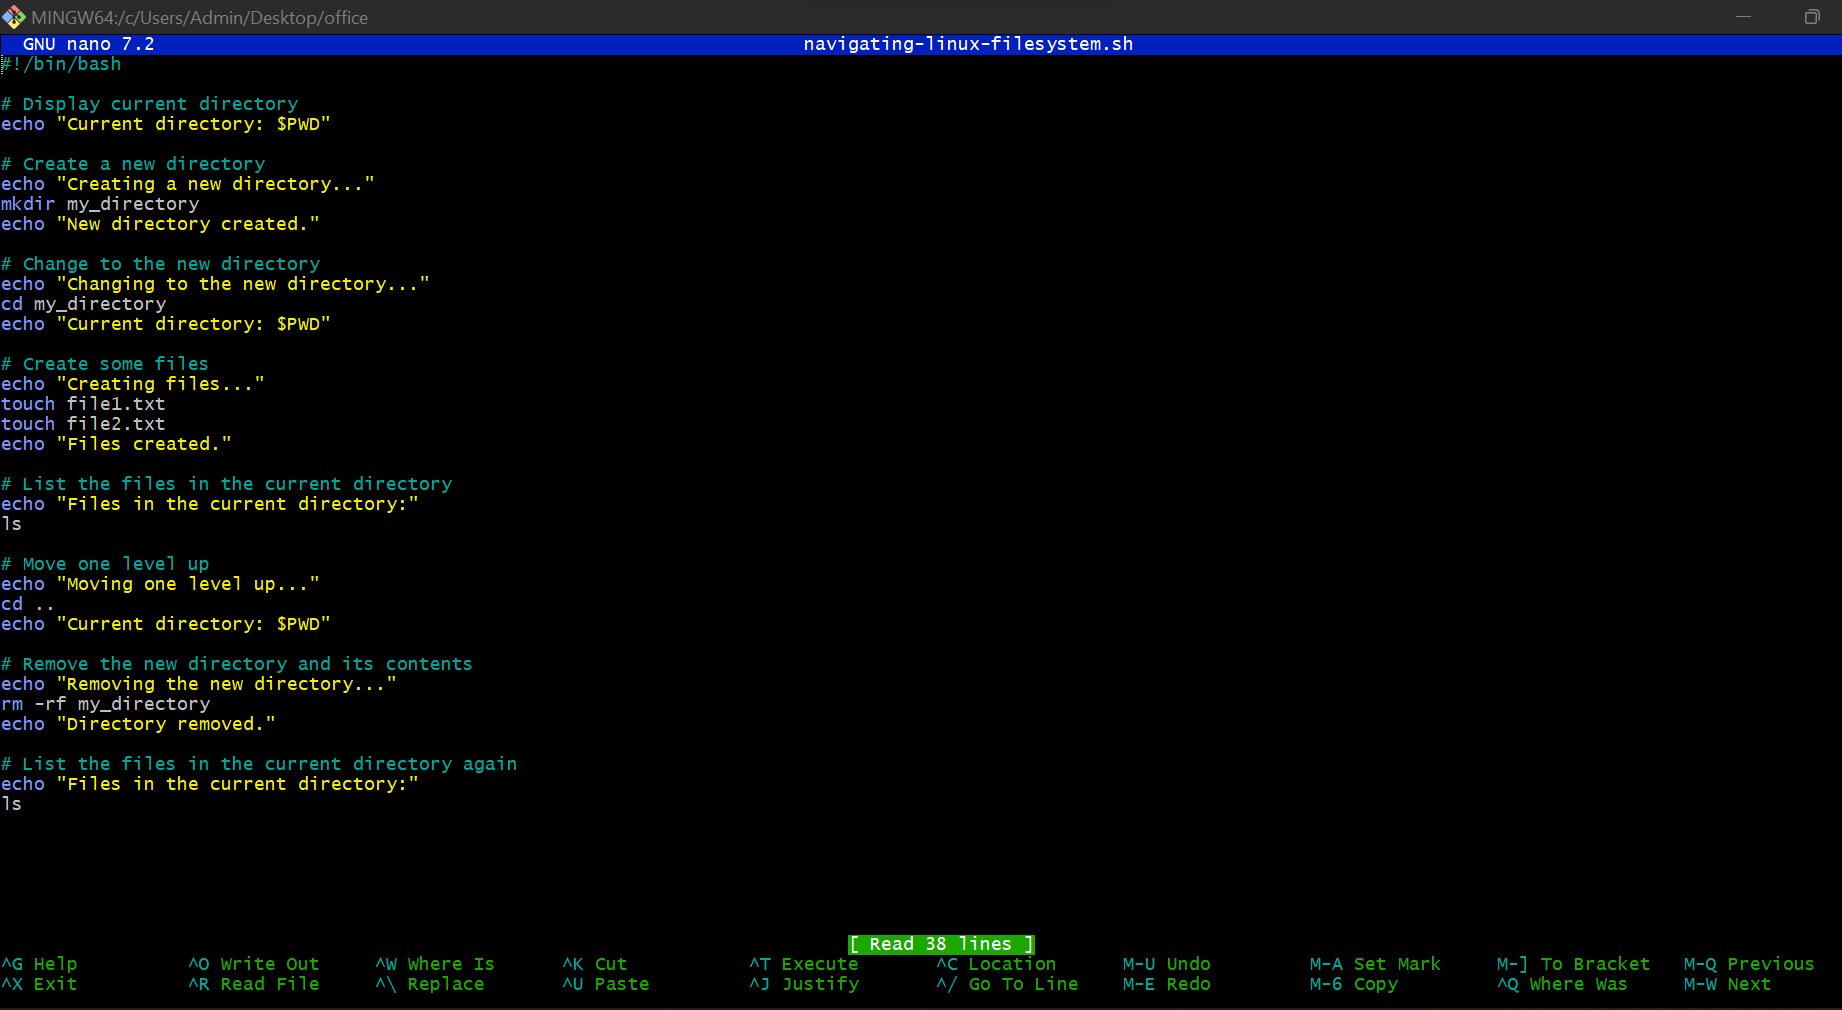 MINGW64:/c/Users/Admin/Desktop/office
GNU nano 7.2 navigating-linux-filesystem.sh
#!/bin/bash
# Display current directory
echo "Current directory: $PWD"
# Create a new directory
echo "Creating a new directory..."
mkdir my_directory
echo "New directory created."
# Change to the new directory
echo "Changing to the new directory..."
cd my_directory
echo "Current directory: $PWD"
# Create some files
echo "Creating files..."
touch file1.txt
touch file2.txt
echo "Files created."
# List the files in the current directory
echo "Files in the current directory:"
ls
# Move one level up
echo "Moving one level up..."
cd ..
echo "Current directory: $PWD"
# Remove the new directory and its contents
echo "Removing the new directory..."
rm -rf my_directory
echo "Directory removed."
# List the files in the current directory again
echo "Files in the current directory:"
ls
[ Read 38 lines ]
^G Help ^O Write Out ^W Where Is ^K Cut ^T Execute ^C Location M-U Undo M-A Set Mark M-] To Bracket M-Q Previous
^X Exit ^R Read File ^\ Replace ^U Paste ^J Justify ^/ Go To Line M-E Redo M-6 Copy ^Q Where Was M-W Next